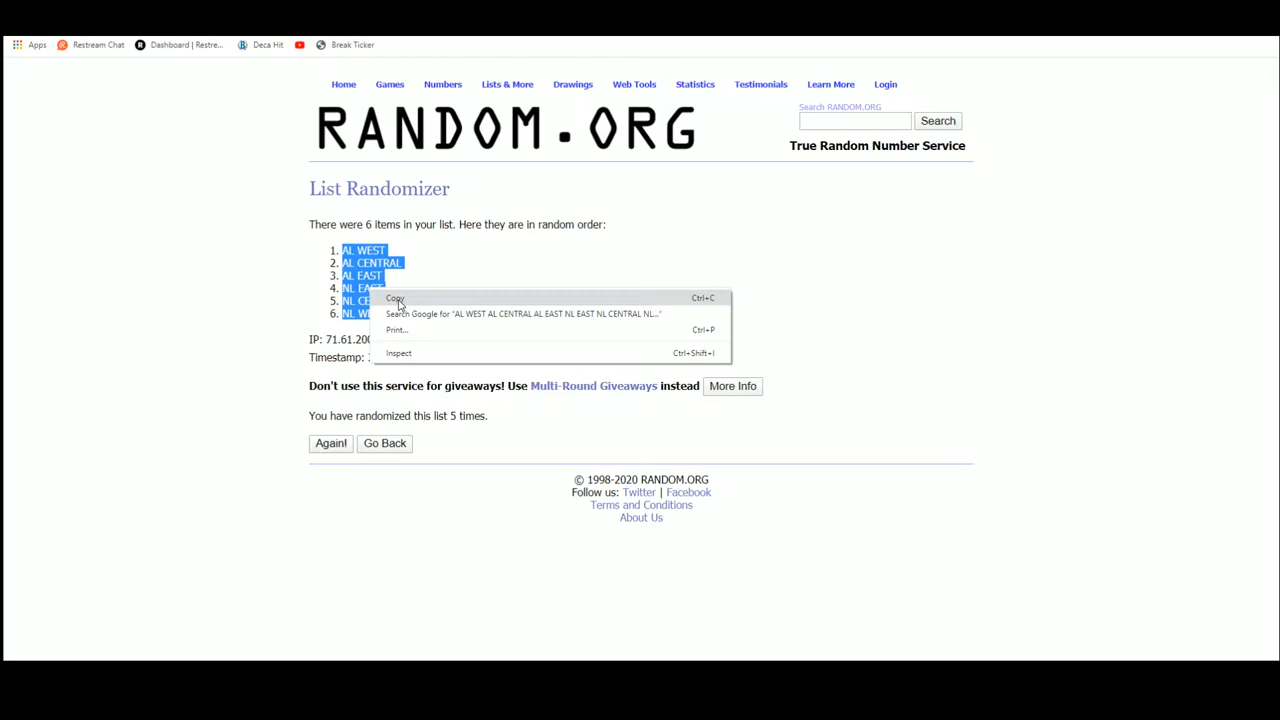 Apps Restream Chat Dashboard | Restre... Deca Hit Break Ticker
Home Games Numbers Lists & More Drawings Web Tools Statistics Testimonials Learn More Login
RANDOM.ORG
Search RANDOM.ORG
Search
True Random Number Service
List Randomizer
There were 6 items in your list. Here they are in random order:
1. AL WEST
2. AL CENTRAL
3. AL EAST
4. NL EAST
5. NL CE
6. NL W
Copy Ctrl+C
Search Google for "AL WEST AL CENTRAL AL EAST NL EAST NL CENTRAL NL..."
Print... Ctrl+P
Inspect Ctrl+Shift+I
IP: 71.61.200
Timestamp:
Don't use this service for giveaways! Use Multi-Round Giveaways instead More Info
You have randomized this list 5 times.
Again! Go Back
© 1998-2020 RANDOM.ORG
Follow us: Twitter | Facebook
Terms and Conditions
About Us